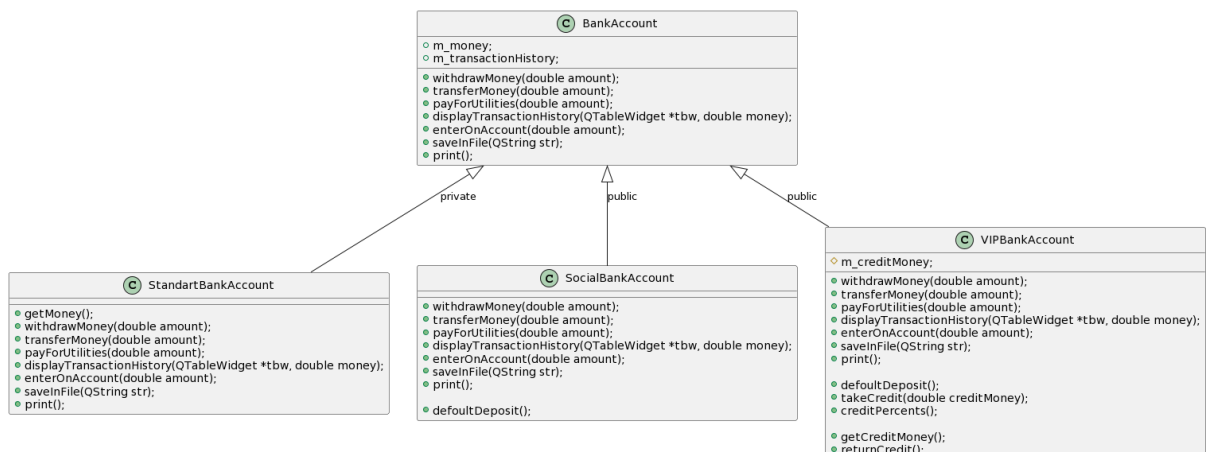 C BankAccount
m_money;
m_transactionHistory;
withdrawMoney(double amount);
transferMoney(double amount);
payForUtilities(double amount);
displayTransactionHistory(QTableWidget *tbw, double money);
enterOnAccount(double amount);
saveInFile(QString str);
print();
private
public
public
C StandartBankAccount
getMoney();
withdrawMoney(double amount);
transferMoney(double amount);
payForUtilities(double amount);
displayTransactionHistory(QTableWidget *tbw, double money);
enterOnAccount(double amount);
saveInFile(QString str);
print();
C SocialBankAccount
withdrawMoney(double amount);
transferMoney(double amount);
payForUtilities(double amount);
displayTransactionHistory(QTableWidget *tbw, double money);
enterOnAccount(double amount);
saveInFile(QString str);
print();
defoultDeposit();
C VIPBankAccount
m_creditMoney;
withdrawMoney(double amount);
transferMoney(double amount);
payForUtilities(double amount);
displayTransactionHistory(QTableWidget *tbw, double money);
enterOnAccount(double amount);
saveInFile(QString str);
print();
defoultDeposit();
takeCredit(double creditMoney);
creditPercents();
getCreditMoney();
returnCredit();